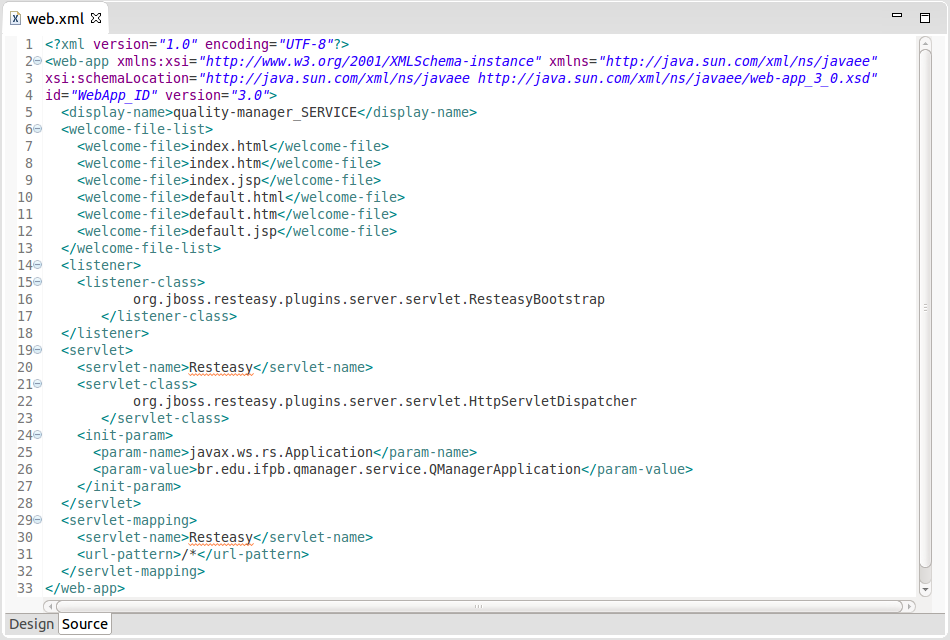 web.xml
1 <?xml version="1.0" encoding="UTF-8"?>
2 <web-app xmlns:xsi="http://www.w3.org/2001/XMLSchema-instance" xmlns="http://java.sun.com/xml/ns/javaee"
3 xsi:schemaLocation="http://java.sun.com/xml/ns/javaee http://java.sun.com/xml/ns/javaee/web-app_3_0.xsd"
4 id="WebApp_ID" version="3.0">
5   <display-name>quality-manager_SERVICE</display-name>
6   <welcome-file-list>
7     <welcome-file>index.html</welcome-file>
8     <welcome-file>index.htm</welcome-file>
9     <welcome-file>index.jsp</welcome-file>
10     <welcome-file>default.html</welcome-file>
11     <welcome-file>default.htm</welcome-file>
12     <welcome-file>default.jsp</welcome-file>
13   </welcome-file-list>
14   <listener>
15     <listener-class>
16            org.jboss.resteasy.plugins.server.servlet.ResteasyBootstrap
17        </listener-class>
18   </listener>
19   <servlet>
20     <servlet-name>Resteasy</servlet-name>
21     <servlet-class>
22            org.jboss.resteasy.plugins.server.servlet.HttpServletDispatcher
23        </servlet-class>
24     <init-param>
25       <param-name>javax.ws.rs.Application</param-name>
26       <param-value>br.edu.ifpb.qmanager.service.QManagerApplication</param-value>
27     </init-param>
28   </servlet>
29   <servlet-mapping>
30     <servlet-name>Resteasy</servlet-name>
31     <url-pattern>/*</url-pattern>
32   </servlet-mapping>
33 </web-app>
Design Source